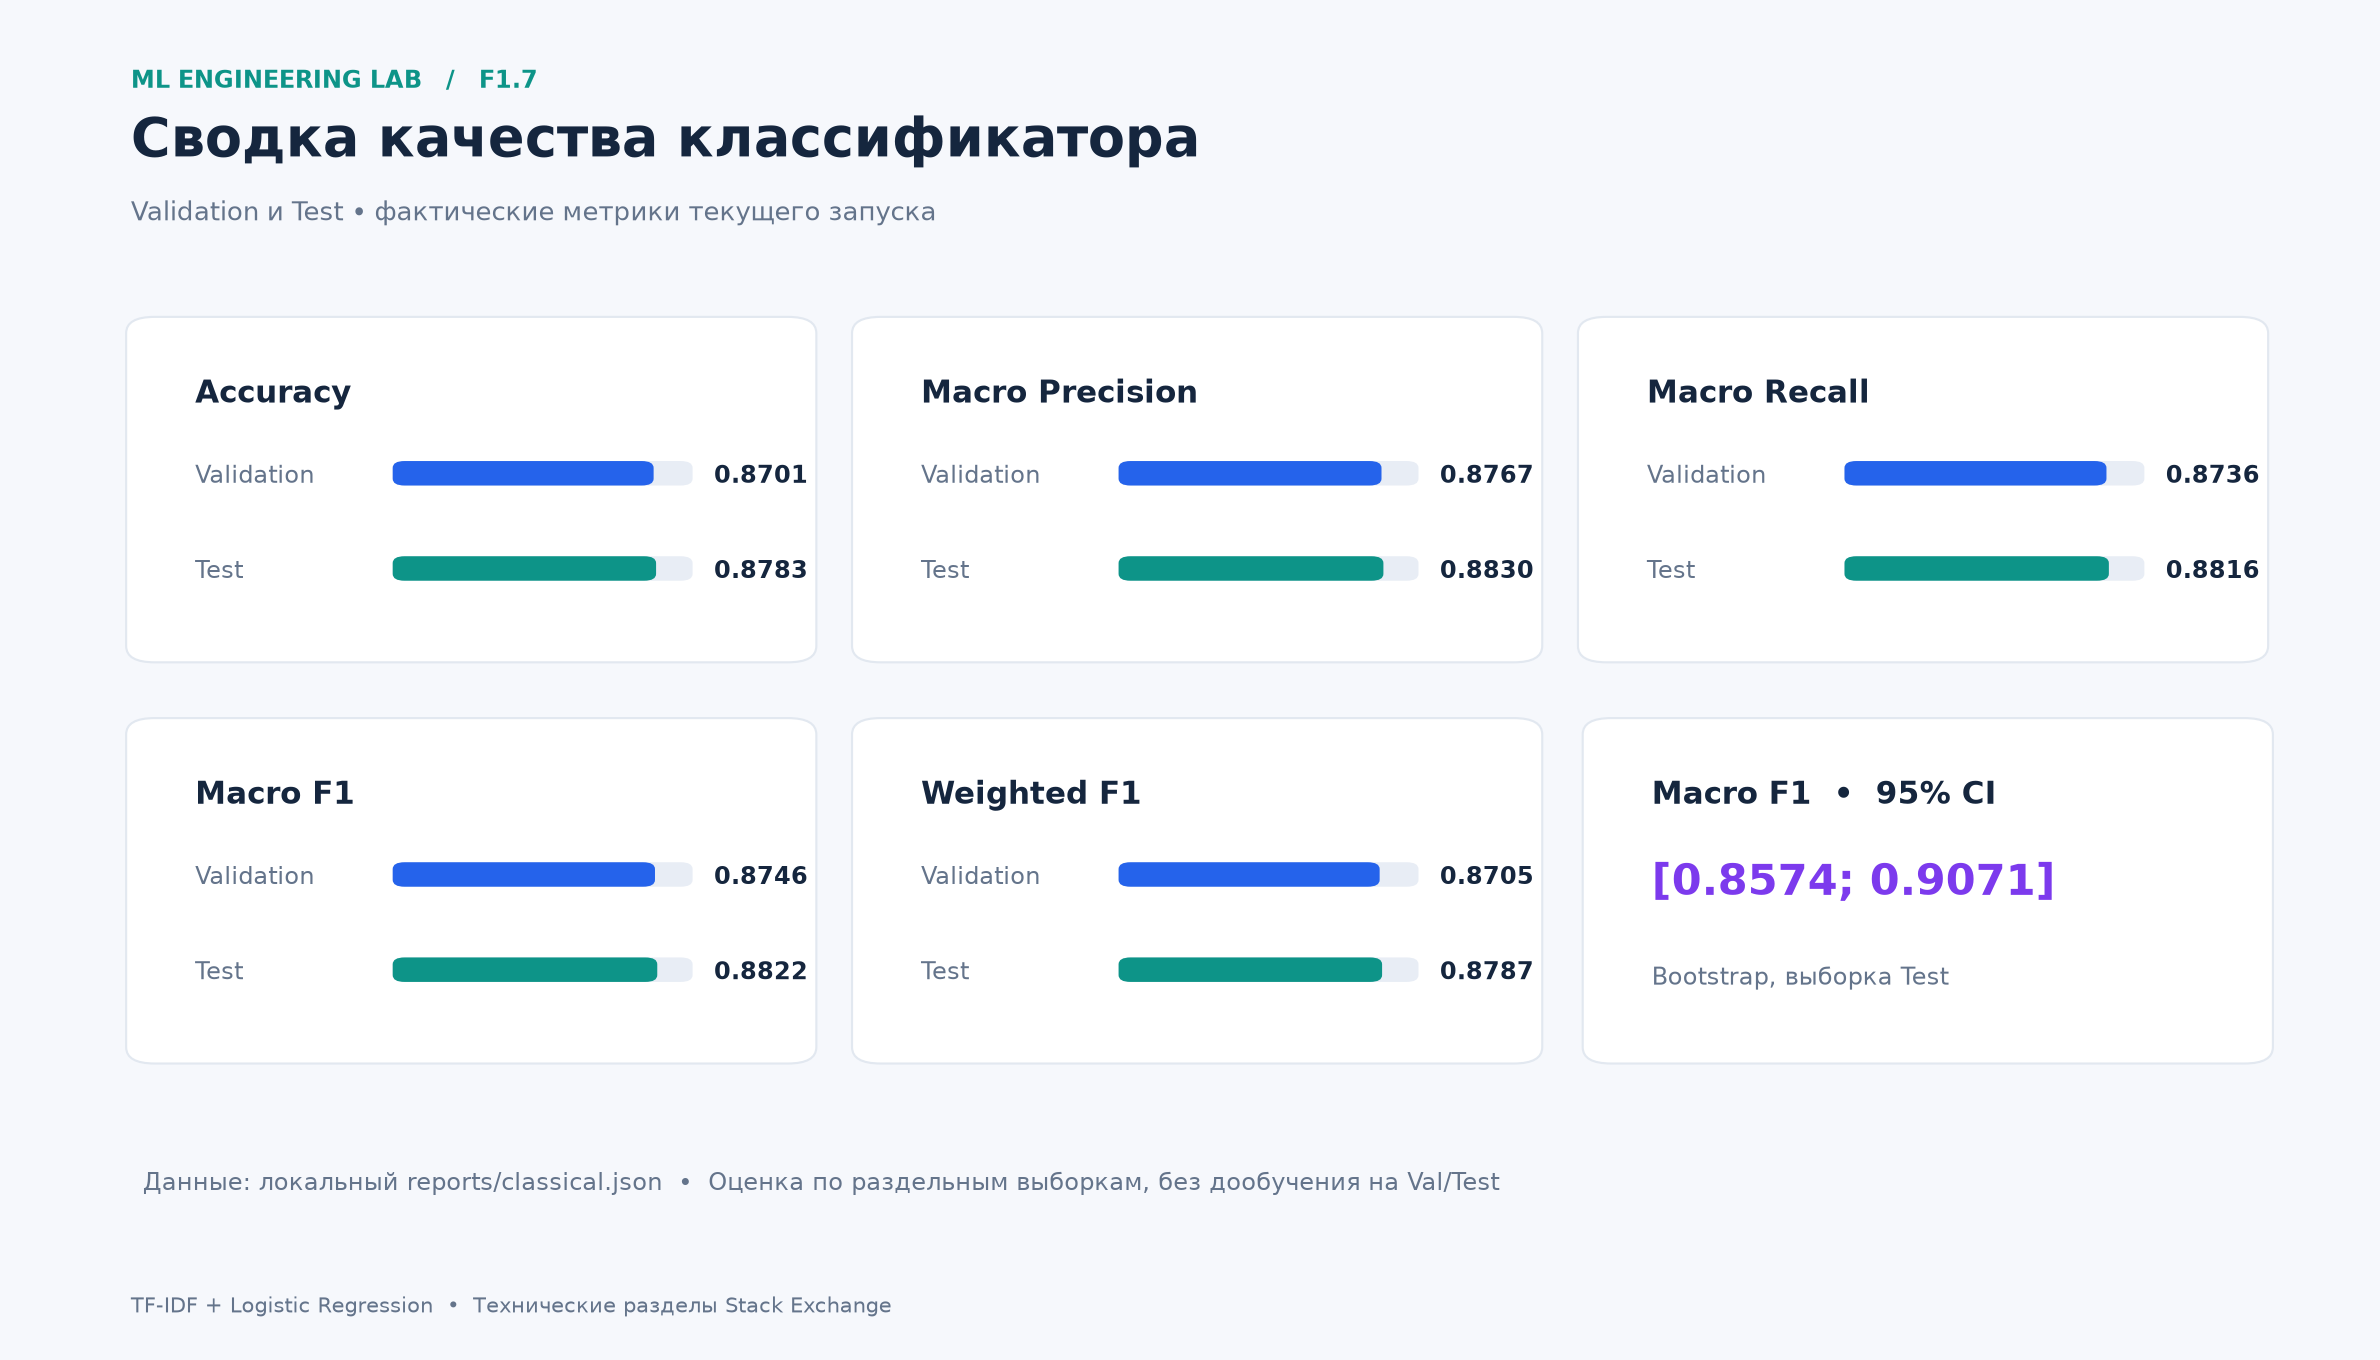 ML ENGINEERING LAB / F1.7
Сводка качества классификатора
Validation и Test • фактические метрики текущего запуска
Accuracy
Validation 0.8701
Test 0.8783
Macro Precision
Validation 0.8767
Test 0.8830
Macro Recall
Validation 0.8736
Test 0.8816
Macro F1
Validation 0.8746
Test 0.8822
Weighted F1
Validation 0.8705
Test 0.8787
Macro F1 • 95% CI
[0.8574; 0.9071]
Bootstrap, выборка Test
Данные: локальный reports/classical.json • Оценка по раздельным выборкам, без дообучения на Val/Test
TF-IDF + Logistic Regression • Технические разделы Stack Exchange